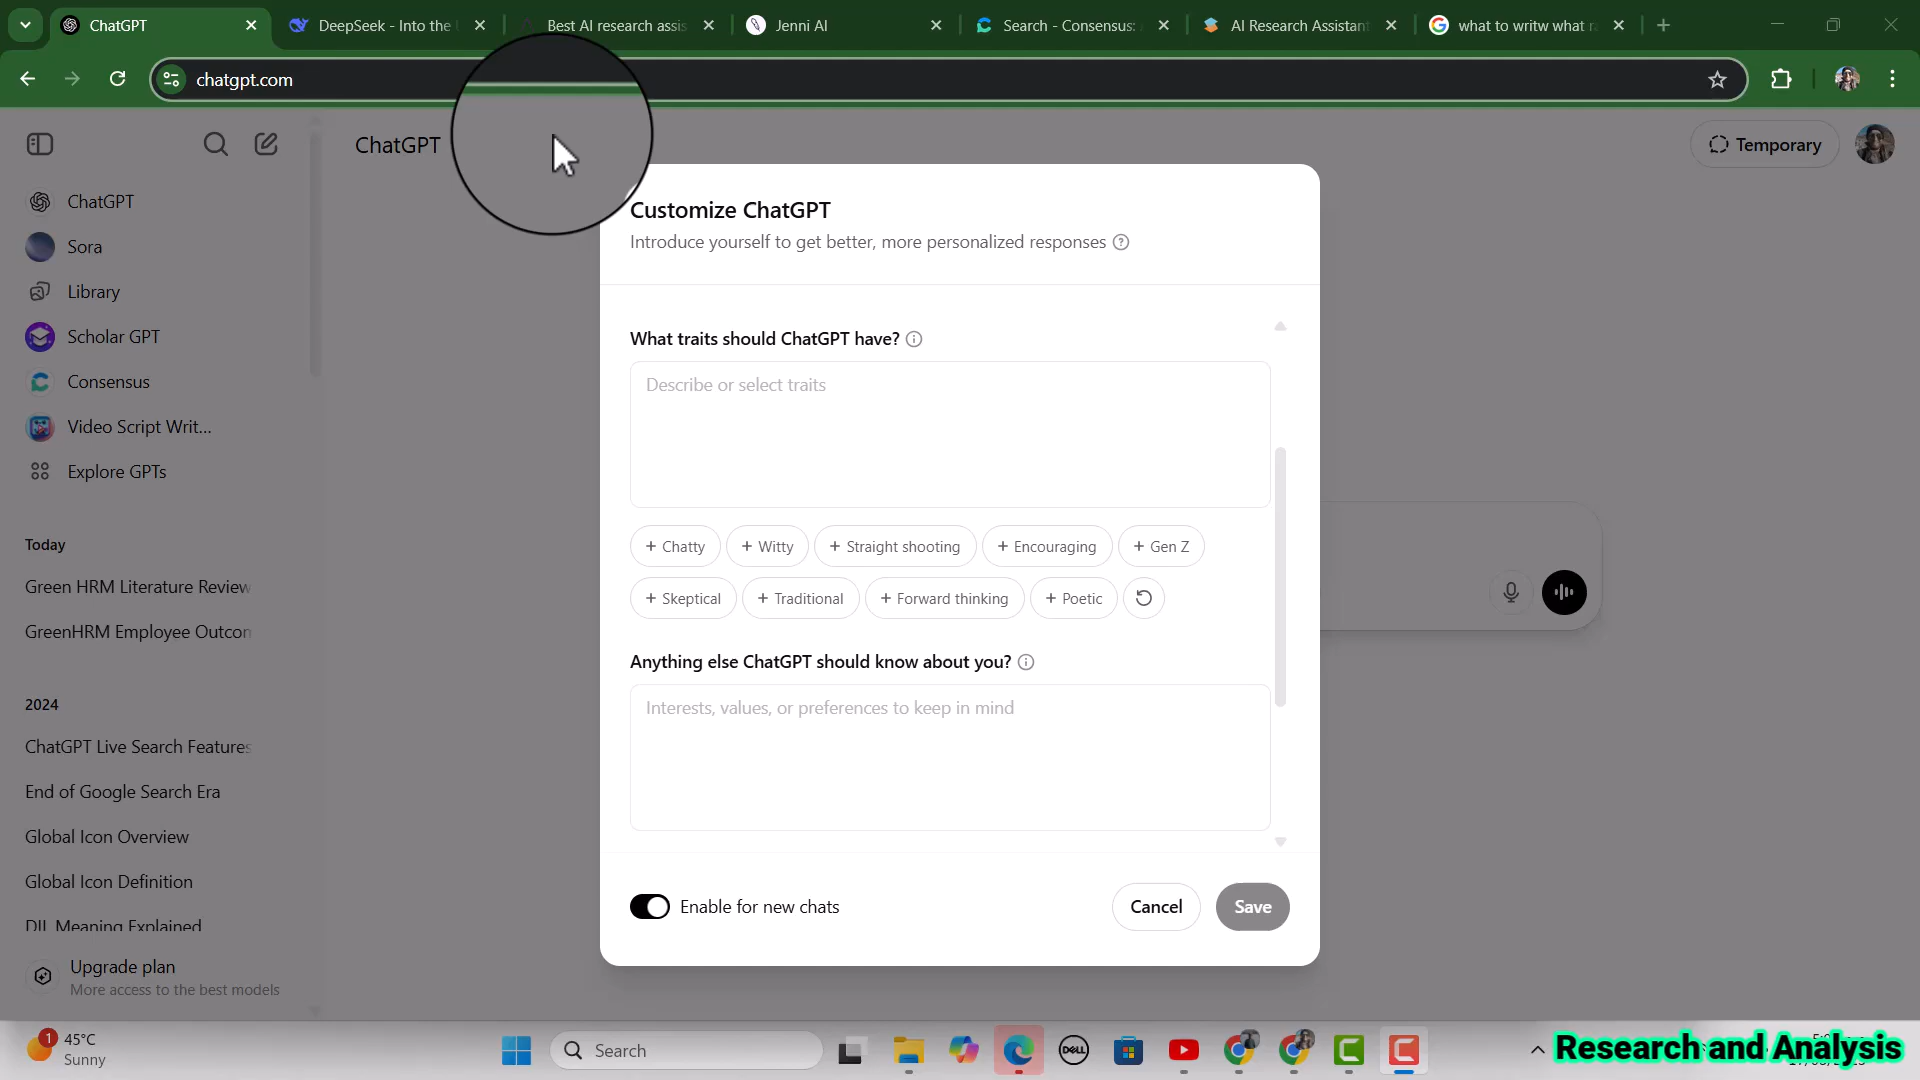 ChatGPT
DeepSeek - Into the
Best AI research assis
Jenni AI
Search - Consensus:
AI Research Assistant
what to writw what ra
chatgpt.com
ChatGPT
Temporary
ChatGPT
Sora
Library
Scholar GPT
Consensus
Video Script Writ...
Explore GPTs
Today
Green HRM Literature Review
GreenHRM Employee Outcon
2024
ChatGPT Live Search Features
End of Google Search Era
Global Icon Overview
Global Icon Definition
Upgrade plan
More access to the best models
Customize ChatGPT
Introduce yourself to get better, more personalized responses
What traits should ChatGPT have?
Describe or select traits
+ Chatty + Witty + Straight shooting + Encouraging + Gen Z
+ Skeptical + Traditional + Forward thinking + Poetic
Anything else ChatGPT should know about you?
Interests, values, or preferences to keep in mind
Enable for new chats
Cancel
Save
1
45°C
Sunny
Search
DELL
Research and Analysis